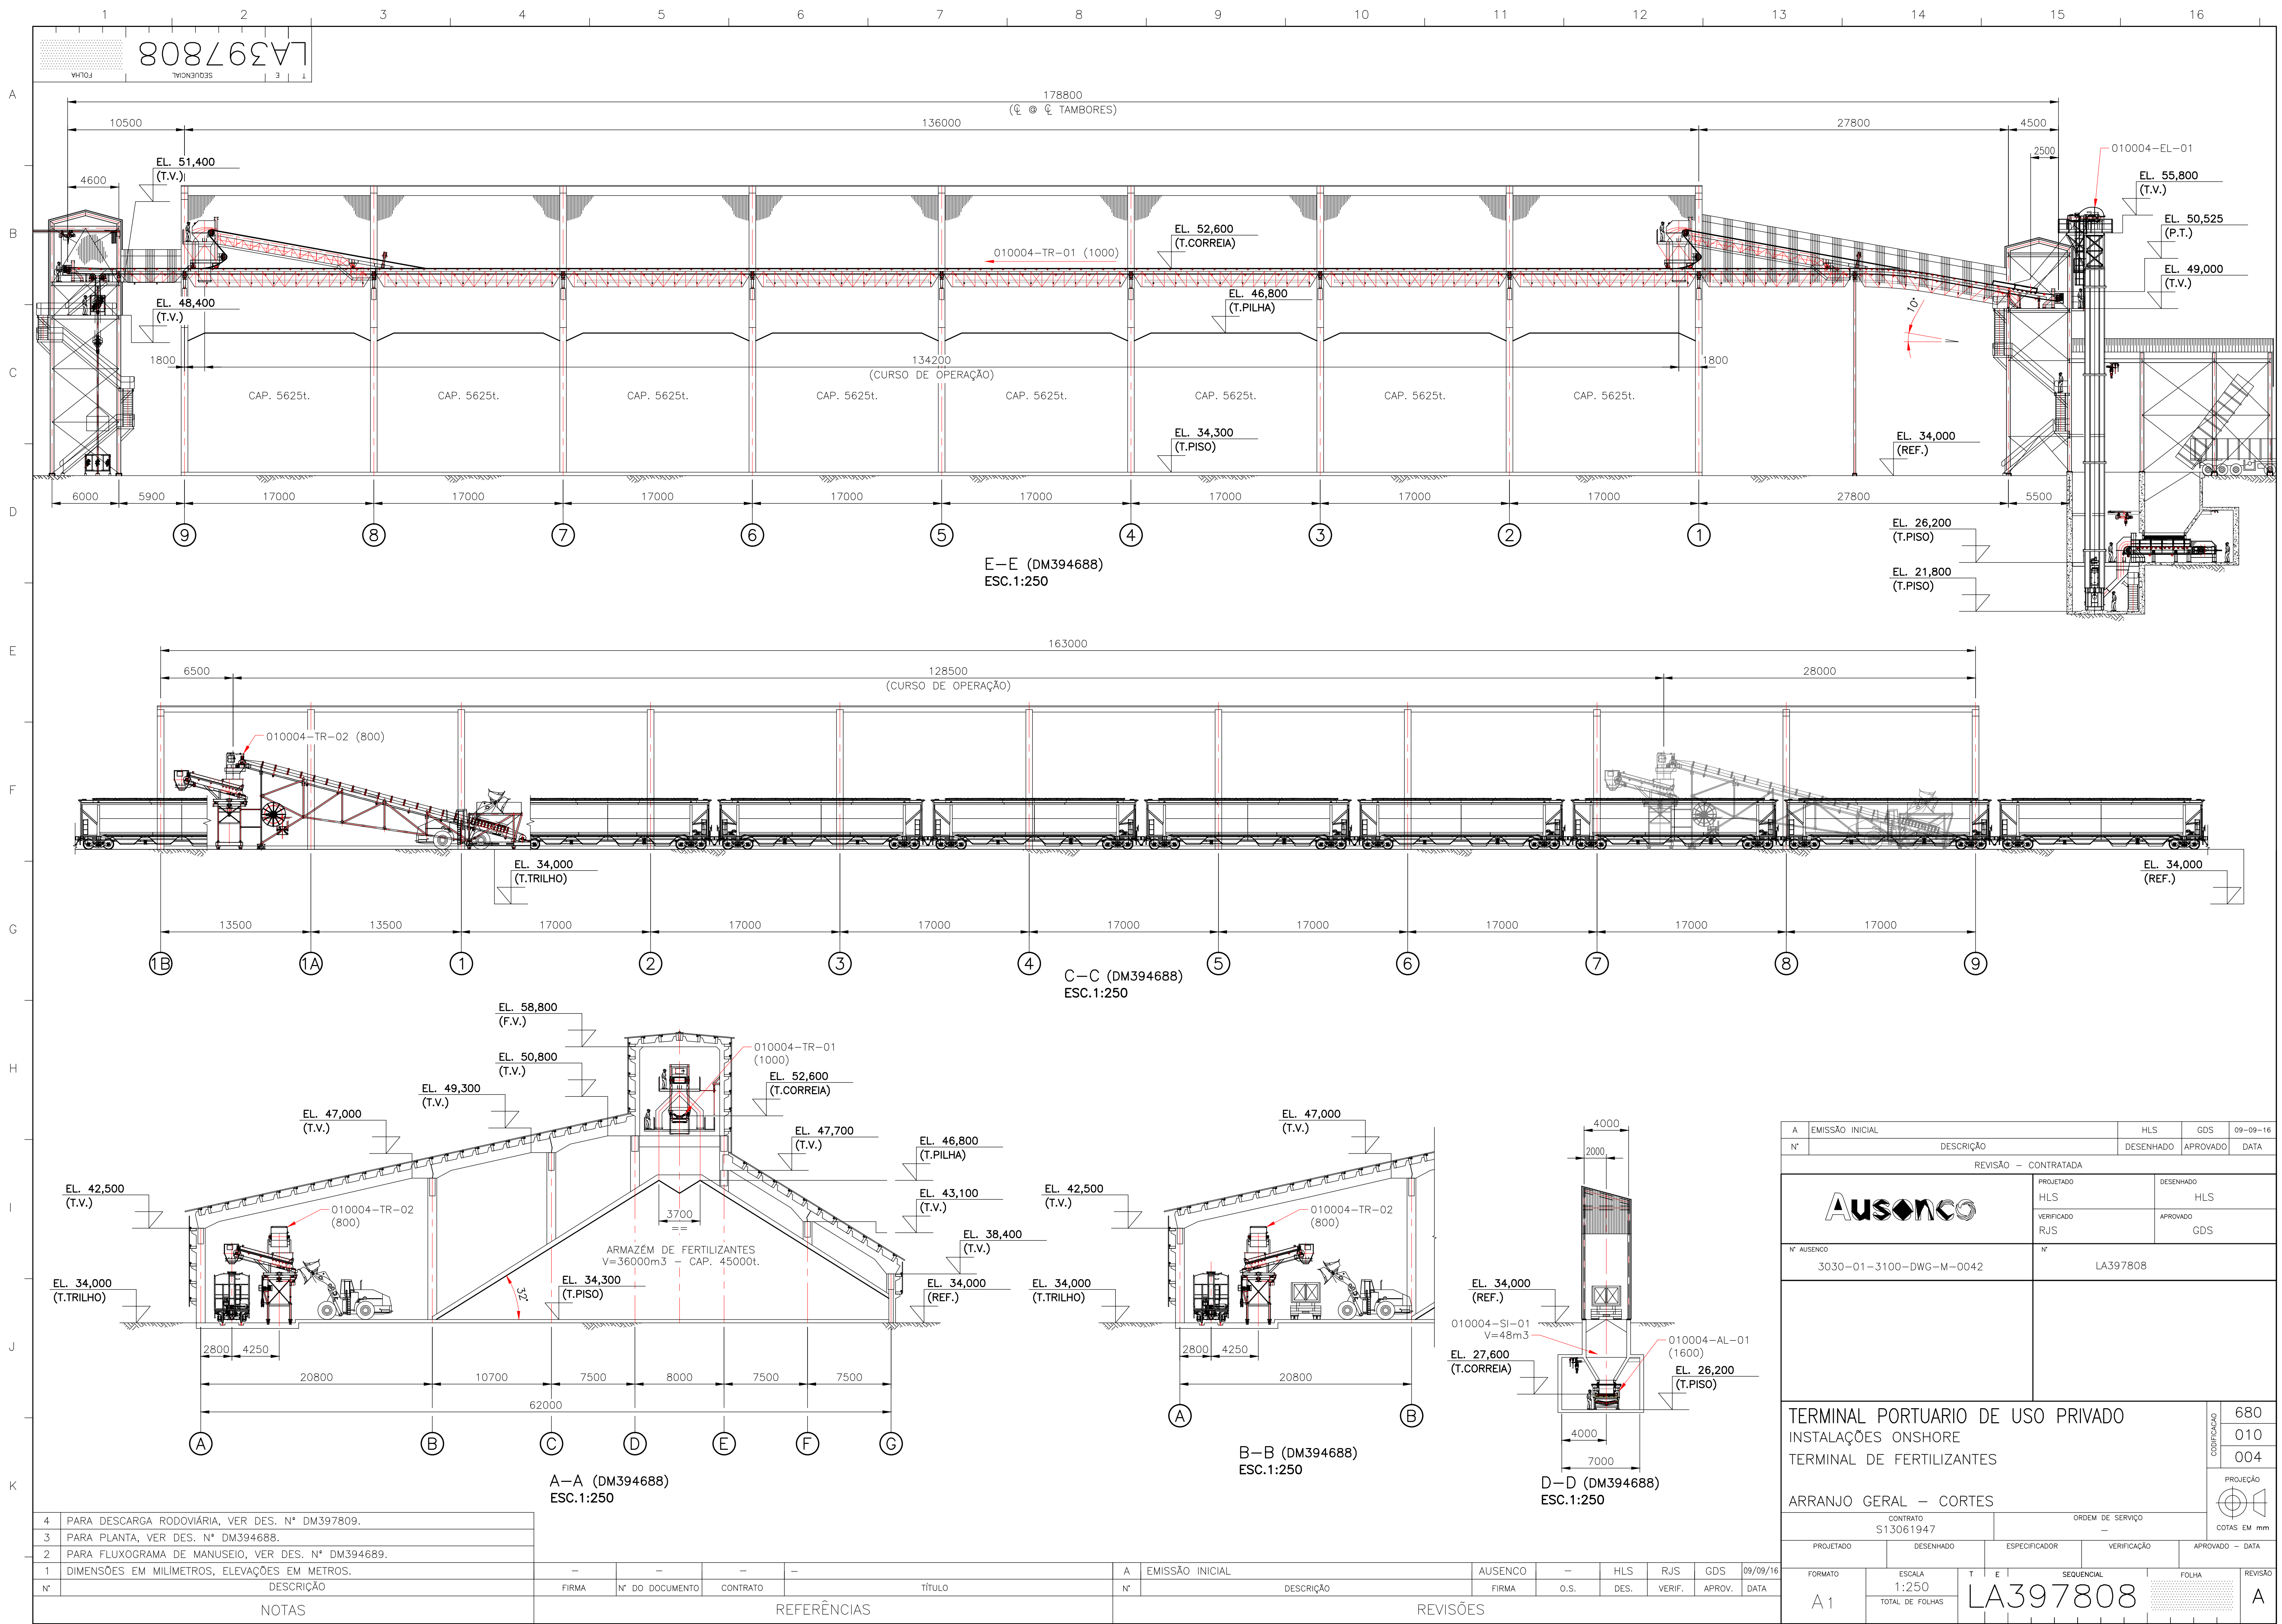 1 2 3 4 5 6 7 8 9 10 11 12 13 14 15 16
A
B
C
D
E
F
G
H
I
J
K
LA397808
T E SEQUENCIAL FOLHA
178800
(℄ @ ℄ TAMBORES)
10500 136000 27800 4500
2500
4600
EL. 51,400
(T.V.)
010004-EL-01
EL. 55,800
(T.V.)
EL. 50,525
(P.T.)
EL. 49,000
(T.V.)
EL. 52,600
(T.CORREIA)
010004-TR-01 (1000)
EL. 48,400
(T.V.)
EL. 46,800
(T.PILHA)
10°
1800 134200 1800
(CURSO DE OPERAÇÃO)
CAP. 5625t. CAP. 5625t. CAP. 5625t. CAP. 5625t. CAP. 5625t. CAP. 5625t. CAP. 5625t. CAP. 5625t.
EL. 34,300
(T.PISO)
EL. 34,000
(REF.)
6000 5900 17000 17000 17000 17000 17000 17000 17000 17000 27800 5500
9 8 7 6 5 4 3 2 1
EL. 26,200
(T.PISO)
EL. 21,800
(T.PISO)
E-E (DM394688)
ESC.1:250
163000
6500 128500 28000
(CURSO DE OPERAÇÃO)
010004-TR-02 (800)
EL. 34,000
(T.TRILHO)
EL. 34,000
(REF.)
13500 13500 17000 17000 17000 17000 17000 17000 17000 17000
1B 1A 1 2 3 4 5 6 7 8 9
C-C (DM394688)
ESC.1:250
EL. 58,800
(F.V.)
EL. 50,800
(T.V.)
EL. 49,300
(T.V.)
EL. 47,000
(T.V.)
EL. 42,500
(T.V.)
EL. 34,000
(T.TRILHO)
010004-TR-01
(1000)
EL. 52,600
(T.CORREIA)
EL. 47,700
(T.V.)
EL. 46,800
(T.PILHA)
EL. 43,100
(T.V.)
EL. 38,400
(T.V.)
EL. 34,000
(REF.)
010004-TR-02
(800)
3700
==
ARMAZÉM DE FERTILIZANTES
V=36000m3 - CAP. 45000t.
32°
EL. 34,300
(T.PISO)
2800 4250
20800 10700 7500 8000 7500 7500
62000
A B C D E F G
A-A (DM394688)
ESC.1:250
EL. 47,000
(T.V.)
EL. 42,500
(T.V.)
EL. 34,000
(T.TRILHO)
010004-TR-02
(800)
2800 4250
20800
A B
B-B (DM394688)
ESC.1:250
4000
2000
EL. 34,000
(REF.)
010004-SI-01
V=48m3
010004-AL-01
(1600)
EL. 27,600
(T.CORREIA)
EL. 26,200
(T.PISO)
4000
7000
D-D (DM394688)
ESC.1:250
A EMISSÃO INICIAL HLS GDS 09-09-16
N° DESCRIÇÃO DESENHADO APROVADO DATA
REVISÃO - CONTRATADA
Ausenco
PROJETADO DESENHADO
HLS HLS
VERIFICADO APROVADO
RJS GDS
N° AUSENCO N°
3030-01-3100-DWG-M-0042 LA397808
TERMINAL PORTUARIO DE USO PRIVADO
INSTALAÇÕES ONSHORE
TERMINAL DE FERTILIZANTES
ARRANJO GERAL - CORTES
CODIFICACAO
680
010
004
PROJEÇÃO
COTAS EM mm
CONTRATO ORDEM DE SERVIÇO
S13061947 -
PROJETADO DESENHADO ESPECIFICADOR VERIFICAÇÃO APROVADO - DATA
FORMATO ESCALA T E SEQUENCIAL FOLHA REVISÃO
A1 1:250 LA397808 A
TOTAL DE FOLHAS
4 PARA DESCARGA RODOVIÁRIA, VER DES. N° DM397809.
3 PARA PLANTA, VER DES. N° DM394688.
2 PARA FLUXOGRAMA DE MANUSEIO, VER DES. N° DM394689.
1 DIMENSÕES EM MILÍMETROS, ELEVAÇÕES EM METROS.
N° DESCRIÇÃO
NOTAS
- - - -
FIRMA N° DO DOCUMENTO CONTRATO TÍTULO
REFERÊNCIAS
A EMISSÃO INICIAL AUSENCO - HLS RJS GDS 09/09/16
N° DESCRIÇÃO FIRMA O.S. DES. VERIF. APROV. DATA
REVISÕES